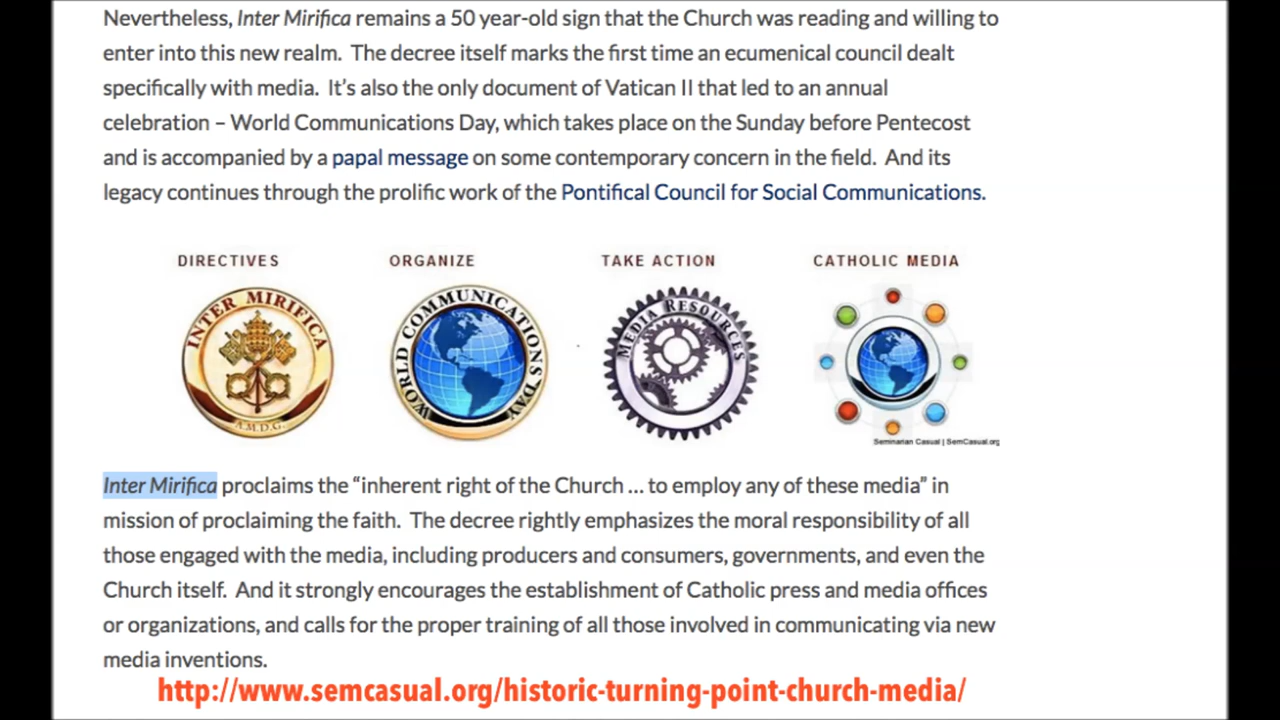 Nevertheless, Inter Mirifica remains a 50 year-old sign that the Church was reading and willing to
enter into this new realm.  The decree itself marks the first time an ecumenical council dealt
specifically with media.  It’s also the only document of Vatican II that led to an annual
celebration – World Communications Day, which takes place on the Sunday before Pentecost
and is accompanied by a papal message on some contemporary concern in the field.  And its
legacy continues through the prolific work of the Pontifical Council for Social Communications.
DIRECTIVES
ORGANIZE
TAKE ACTION
CATHOLIC MEDIA
INTER MIRIFICA
A.M.D.G.
WORLD COMMUNICATIONS DAY
MEDIA RESOURCES
Seminarian Casual | SemCasual.org
Inter Mirifica proclaims the “inherent right of the Church ... to employ any of these media” in
mission of proclaiming the faith.  The decree rightly emphasizes the moral responsibility of all
those engaged with the media, including producers and consumers, governments, and even the
Church itself.  And it strongly encourages the establishment of Catholic press and media offices
or organizations, and calls for the proper training of all those involved in communicating via new
media inventions.
http://www.semcasual.org/historic-turning-point-church-media/